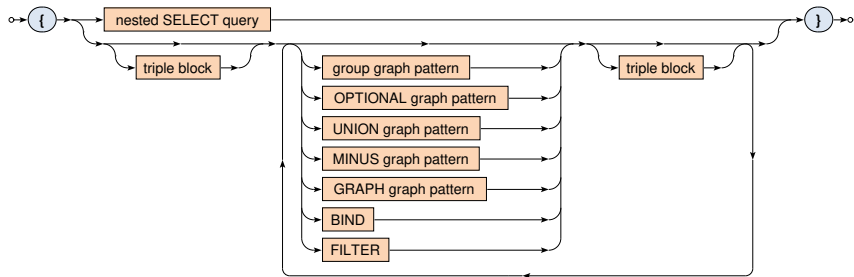 { nested SELECT query }
triple block group graph pattern triple block
OPTIONAL graph pattern
UNION graph pattern
MINUS graph pattern
GRAPH graph pattern
BIND
FILTER